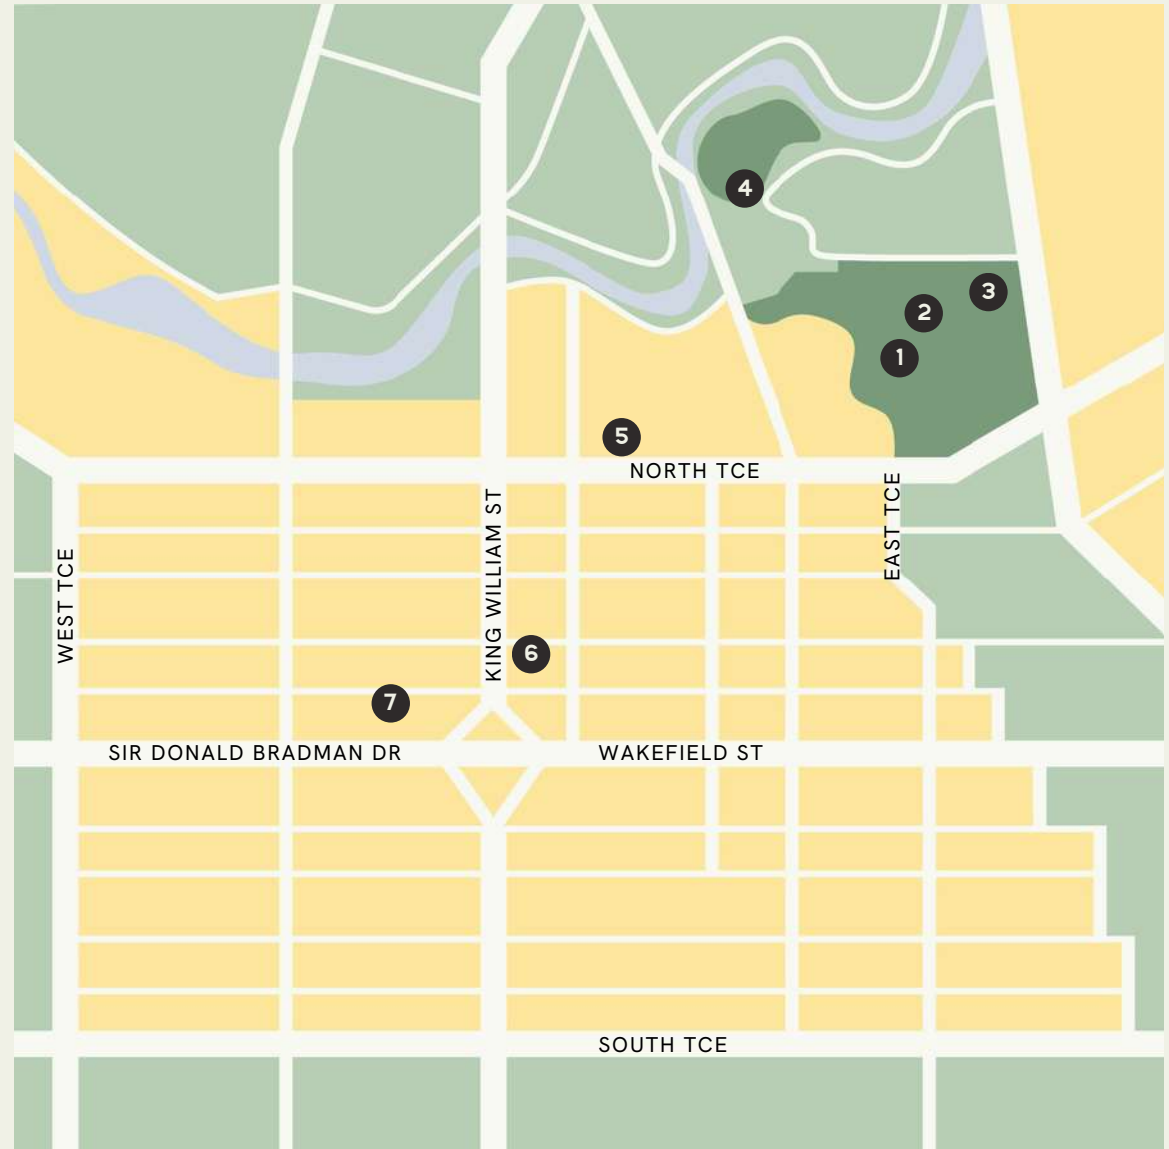 4
3
2
1
5
NORTH TCE
EAST TCE
KING WILLIAM ST
WEST TCE
6
7
SIR DONALD BRADMAN DR
WAKEFIELD ST
SOUTH TCE